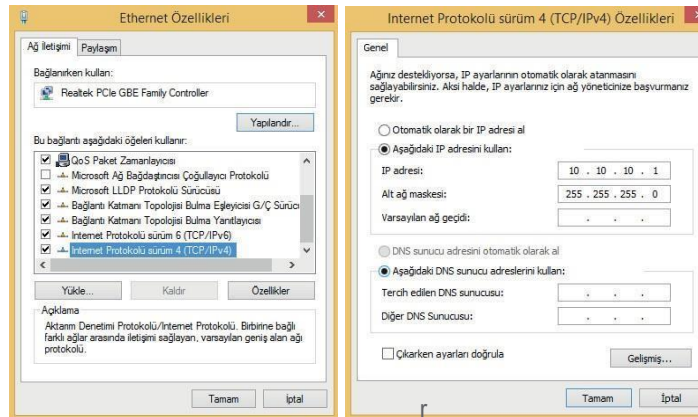 Ethernet Özellikleri
Ağ İletişimi Paylaşım
Bağlanırken kullan:
Realtek PCIe GBE Family Controller
Yapılandır...
Bu bağlantı aşağıdaki öğeleri kullanır:
QoS Paket Zamanlayıcısı
Microsoft Ağ Bağdaştırıcısı Çoğullayıcı Protokolü
Microsoft LLDP Protokolü Sürücüsü
Bağlantı Katmanı Topolojisi Bulma Eşleyicisi G/Ç Sürücü
Bağlantı Katmanı Topolojisi Bulma Yanıtlayıcısı
Internet Protokolü sürüm 6 (TCP/IPv6)
Internet Protokolü sürüm 4 (TCP/IPv4)
Yükle... Kaldır Özellikler
Açıklama
Aktarım Denetimi Protokolü/Internet Protokolü. Birbirine bağlı
farklı ağlar arasında iletişimi sağlayan, varsayılan geniş alan ağı
protokolü.
Tamam İptal
Internet Protokolü sürüm 4 (TCP/IPv4) Özellikleri
Genel
Ağınız destekliyorsa, IP ayarlarının otomatik olarak atanmasını
sağlayabilirsiniz. Aksi halde, IP ayarlarınız için ağ yöneticinize başvurmanız
gerekir.
Otomatik olarak bir IP adresi al
Aşağıdaki IP adresini kullan:
IP adresi: 10 . 10 . 10 . 1
Alt ağ maskesi: 255 . 255 . 255 . 0
Varsayılan ağ geçidi: . . .
DNS sunucu adresini otomatik olarak al
Aşağıdaki DNS sunucu adreslerini kullan:
Tercih edilen DNS sunucusu: . . .
Diğer DNS Sunucusu: . . .
Çıkarken ayarları doğrula
Gelişmiş...
Tamam İptal
r